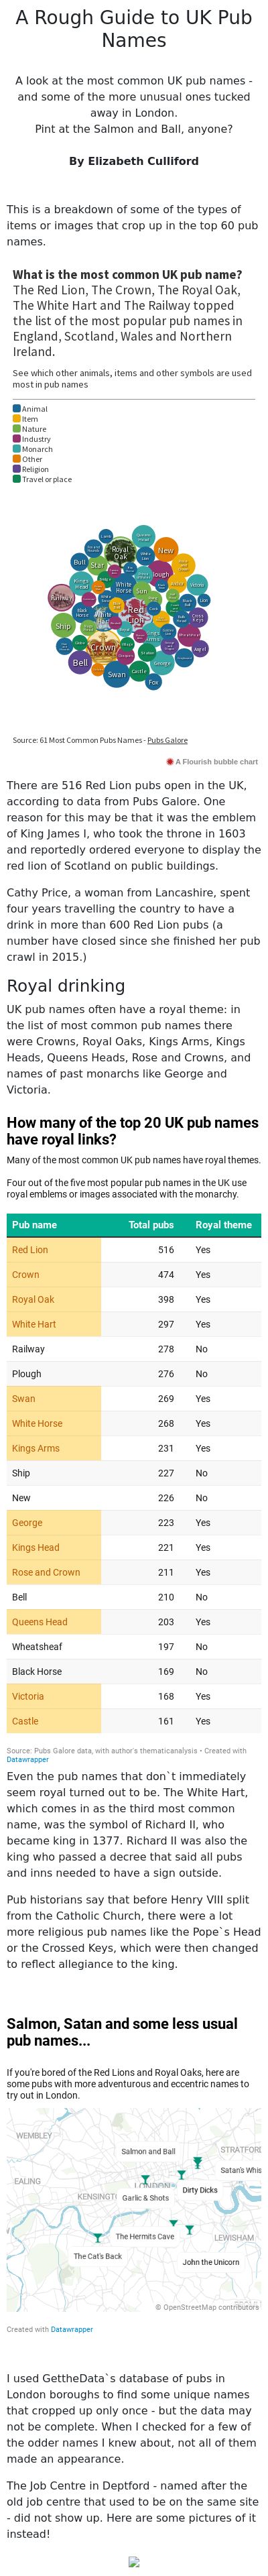 A Rough Guide to UK Pub
Names
A look at the most common UK pub names -
and some of the more unusual ones tucked
away in London.
Pint at the Salmon and Ball, anyone?
By Elizabeth Culliford
This is a breakdown of some of the types of
items or images that crop up in the top 60 pub
names.
What is the most common UK pub name?
The Red Lion, The Crown, The Royal Oak,
The White Hart and The Railway topped
the list of the most popular pub names in
England, Scotland, Wales and Northern
Ireland.
See which other animals, items and other symbols are used
most in pub names
Animal
Item
Nature
Industry
Monarch
Other
Religion
Travel or place
Royal
Oak
New
Bull
Star
Plough
White
Horse
Sun
Kings
Head
Railway
Lion
Black
Horse
White
Hart
Red
Lion
Cross
Keys
Ship
Kings
Arms
Crown
Bell
George
Angel
Swan
Castle
Fox
Source: 61 Most Common Pubs Names - Pubs Galore
A Flourish bubble chart
There are 516 Red Lion pubs open in the UK,
according to data from Pubs Galore. One
reason for this may be that it was the emblem
of King James I, who took the throne in 1603
and reportedly ordered everyone to display the
red lion of Scotland on public buildings.
Cathy Price, a woman from Lancashire, spent
four years travelling the country to have a
drink in more than 600 Red Lion pubs (a
number have closed since she finished her pub
crawl in 2015.)
Royal drinking
UK pub names often have a royal theme: in
the list of most common pub names there
were Crowns, Royal Oaks, Kings Arms, Kings
Heads, Queens Heads, Rose and Crowns, and
names of past monarchs like George and
Victoria.
How many of the top 20 UK pub names
have royal links?
Many of the most common UK pub names have royal themes.
Four out of the five most popular pub names in the UK use
royal emblems or images associated with the monarchy.
Pub name Total pubs Royal theme
Red Lion 516 Yes
Crown 474 Yes
Royal Oak 398 Yes
White Hart 297 Yes
Railway 278 No
Plough 276 No
Swan 269 Yes
White Horse 268 Yes
Kings Arms 231 Yes
Ship 227 No
New 226 No
George 223 Yes
Kings Head 221 Yes
Rose and Crown 211 Yes
Bell 210 No
Queens Head 203 Yes
Wheatsheaf 197 No
Black Horse 169 No
Victoria 168 Yes
Castle 161 Yes
Source: Pubs Galore data, with author's thematicanalysis • Created with
Datawrapper
Even the pub names that don`t immediately
seem royal turned out to be. The White Hart,
which comes in as the third most common
name, was the symbol of Richard II, who
became king in 1377. Richard II was also the
king who passed a decree that said all pubs
and inns needed to have a sign outside.
Pub historians say that before Henry VIII split
from the Catholic Church, there were a lot
more religious pub names like the Pope`s Head
or the Crossed Keys, which were then changed
to reflect allegiance to the king.
Salmon, Satan and some less usual
pub names...
If you're bored of the Red Lions and Royal Oaks, here are
some pubs with more adventurous and eccentric names to
try out in London.
WEMBLEY
Salmon and Ball
STRATFORD
Satan's Whis
EALING
LONDON
Dirty Dicks
KENSINGTO
Garlic & Shots
The Hermits Cave
LEWISHAM
The Cat's Back
John the Unicorn
© OpenStreetMap contributors
Created with Datawrapper
I used GettheData`s database of pubs in
London boroughs to find some unique names
that cropped up only once - but the data may
not be complete. When I checked for a few of
the odder names I knew about, not all of them
made an appearance.
The Job Centre in Deptford - named after the
old job centre that used to be on the same site
- did not show up. Here are some pictures of it
instead!